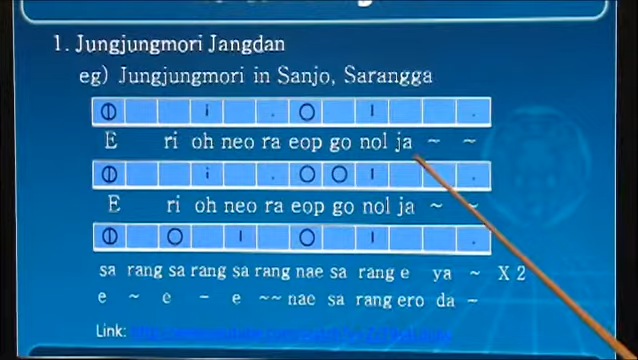 1. Jungjungmori Jangdan
eg) Jungjungmori in Sanjo, Sarangga
E ri oh neo ra eop go nol ja ~ ~
E ri oh neo ra eop go nol ja ~ ~
sa rang sa rang sa rang nae sa rang e ya ~ X 2
e ~ e - e ~~ nae sa rang ero da ~
Link: